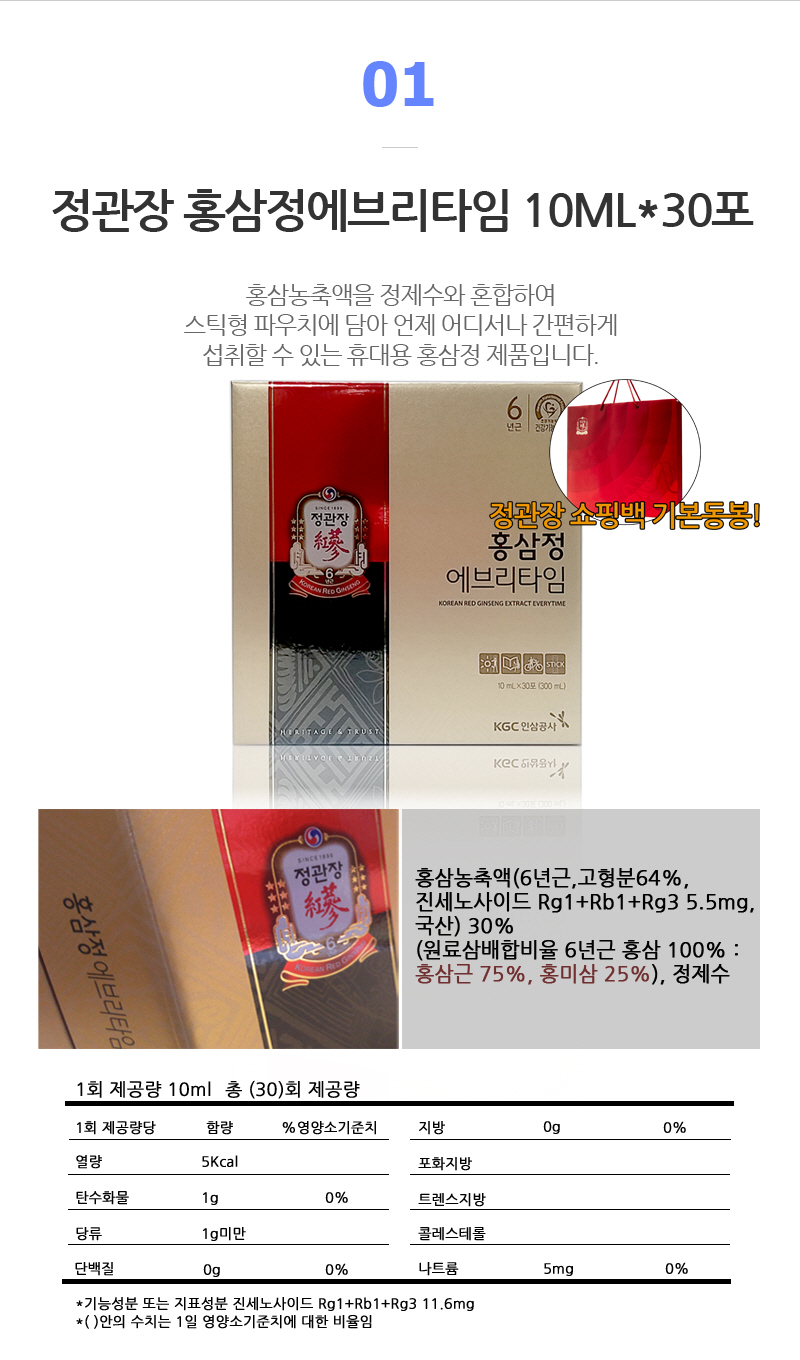 01
정관장 홍삼정에브리타임 10ML*30포
홍삼농축액을 정제수와 혼합하여
스틱형 파우치에 담아 언제 어디서나 간편하게
섭취할 수 있는 휴대용 홍삼정 제품입니다.
6
년근
정관장 쇼핑백 기본동봉!
SINCE 1899
정관장
紅蔘
6
년근
KOREAN RED GINSENG
홍삼정
에브리타임
KOREAN RED GINSENG EXTRACT EVERYTIME
STICK
10 mL×30포 (300 mL)
KGC 인삼공사
HERITAGE & TRUST
홍삼정 에브리타임
SINCE 1899
정관장
紅蔘
6
KOREAN RED GINSENG
홍삼농축액(6년근,고형분64%,
진세노사이드 Rg1+Rb1+Rg3 5.5mg,
국산) 30%
(원료삼배합비율 6년근 홍삼 100% :
홍삼근 75%, 홍미삼 25%), 정제수
1회 제공량 10ml 총 (30)회 제공량
1회 제공량당 함량 %영양소기준치 지방 0g 0%
열량 5Kcal 포화지방
탄수화물 1g 0% 트렌스지방
당류 1g미만 콜레스테롤
단백질 0g 0% 나트륨 5mg 0%
*기능성분 또는 지표성분 진세노사이드 Rg1+Rb1+Rg3 11.6mg
*( )안의 수치는 1일 영양소기준치에 대한 비율임